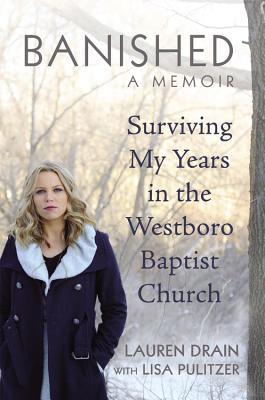 BANISHED
A MEMOIR
Surviving
My Years
in the
Westboro
Baptist
Church
LAUREN DRAIN
WITH LISA PULITZER